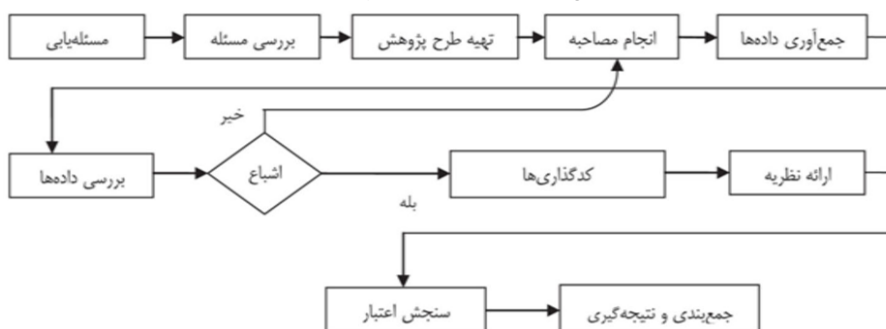 مسئله‌یابی
بررسی مسئله
تهیه طرح پژوهش
انجام مصاحبه
جمع‌آوری داده‌ها
خیر
بررسی داده‌ها
اشباع
بله
کدگذاری‌ها
ارائه نظریه
سنجش اعتبار
جمع‌بندی و نتیجه‌گیری